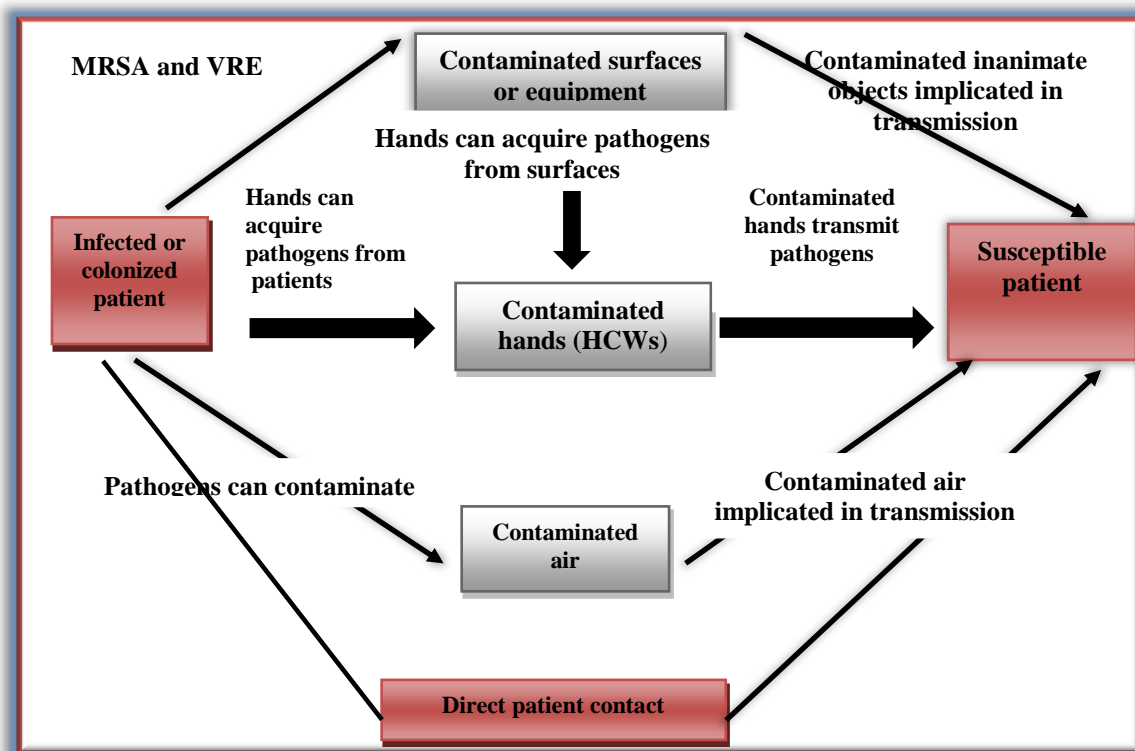 MRSA and VRE
Contaminated surfaces
or equipment
Contaminated inanimate
objects implicated in
transmission
Hands can acquire pathogens
from surfaces
Hands can
acquire
pathogens from
patients
Contaminated
hands transmit
pathogens
Infected or
colonized
patient
Susceptible
patient
Contaminated
hands (HCWs)
Pathogens can contaminate
Contaminated air
implicated in transmission
Contaminated
air
Direct patient contact